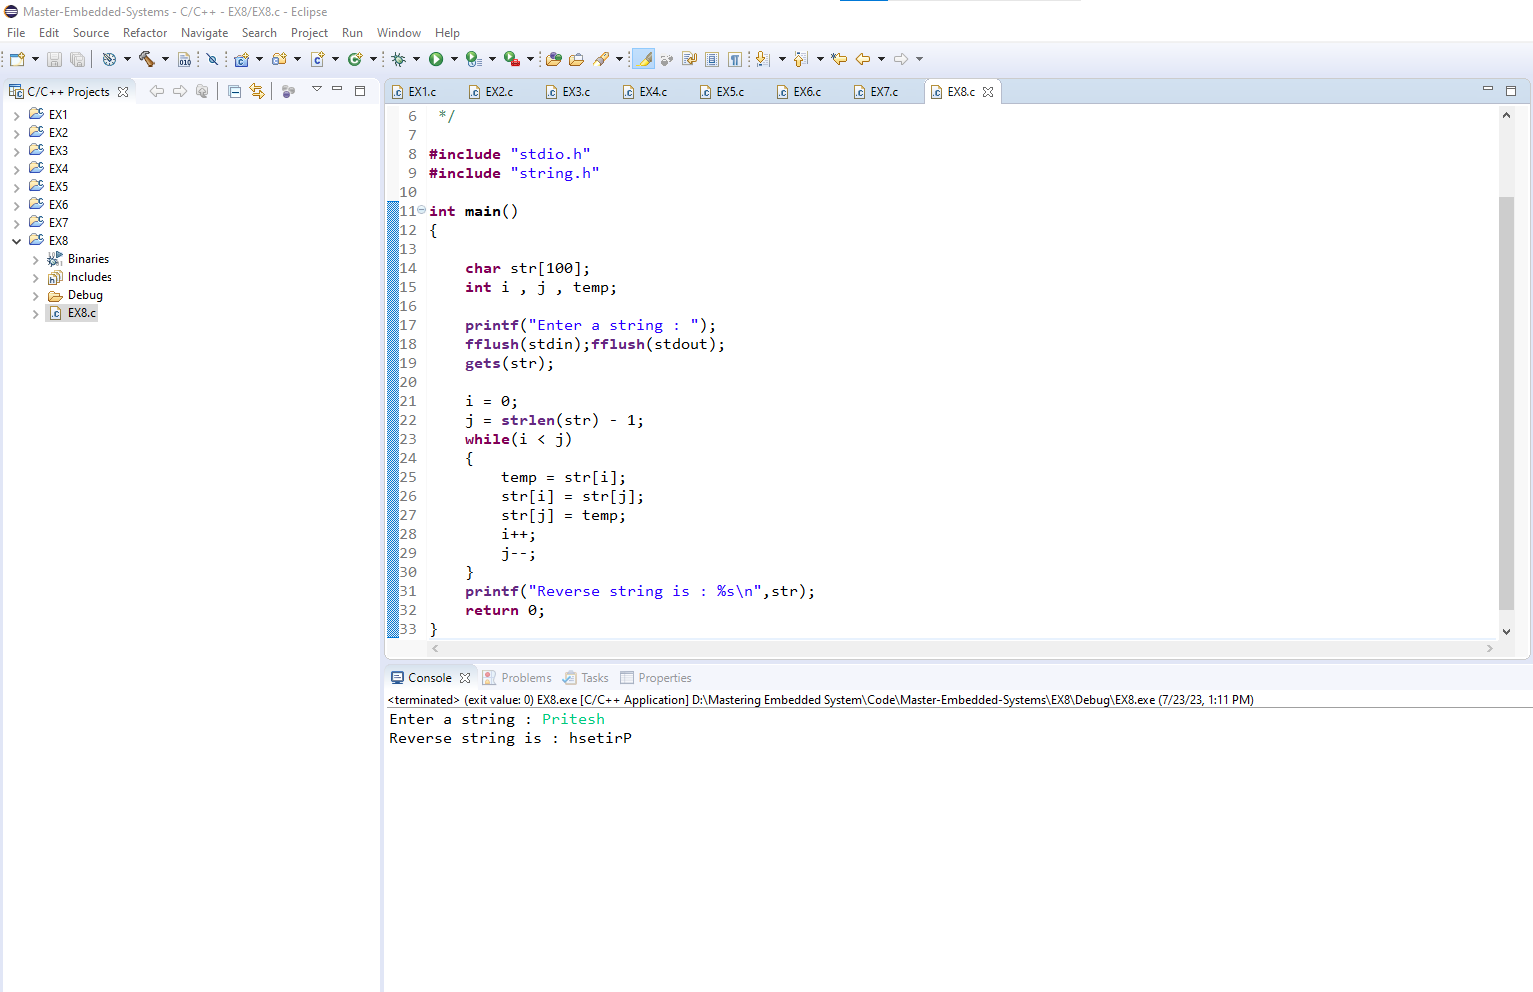 Master-Embedded-Systems - C/C++ - EX8/EX8.c - Eclipse
File Edit Source Refactor Navigate Search Project Run Window Help
C/C++ Projects
EX1
EX2
EX3
EX4
EX5
EX6
EX7
EX8
Binaries
Includes
Debug
EX8.c
EX1.c EX2.c EX3.c EX4.c EX5.c EX6.c EX7.c EX8.c
6  */
7
8 #include "stdio.h"
9 #include "string.h"
10
11 int main()
12 {
13
14     char str[100];
15     int i , j , temp;
16
17     printf("Enter a string : ");
18     fflush(stdin);fflush(stdout);
19     gets(str);
20
21     i = 0;
22     j = strlen(str) - 1;
23     while(i < j)
24     {
25         temp = str[i];
26         str[i] = str[j];
27         str[j] = temp;
28         i++;
29         j--;
30     }
31     printf("Reverse string is : %s\n",str);
32     return 0;
33 }
Console Problems Tasks Properties
<terminated> (exit value: 0) EX8.exe [C/C++ Application] D:\Mastering Embedded System\Code\Master-Embedded-Systems\EX8\Debug\EX8.exe (7/23/23, 1:11 PM)
Enter a string : Pritesh
Reverse string is : hsetirP